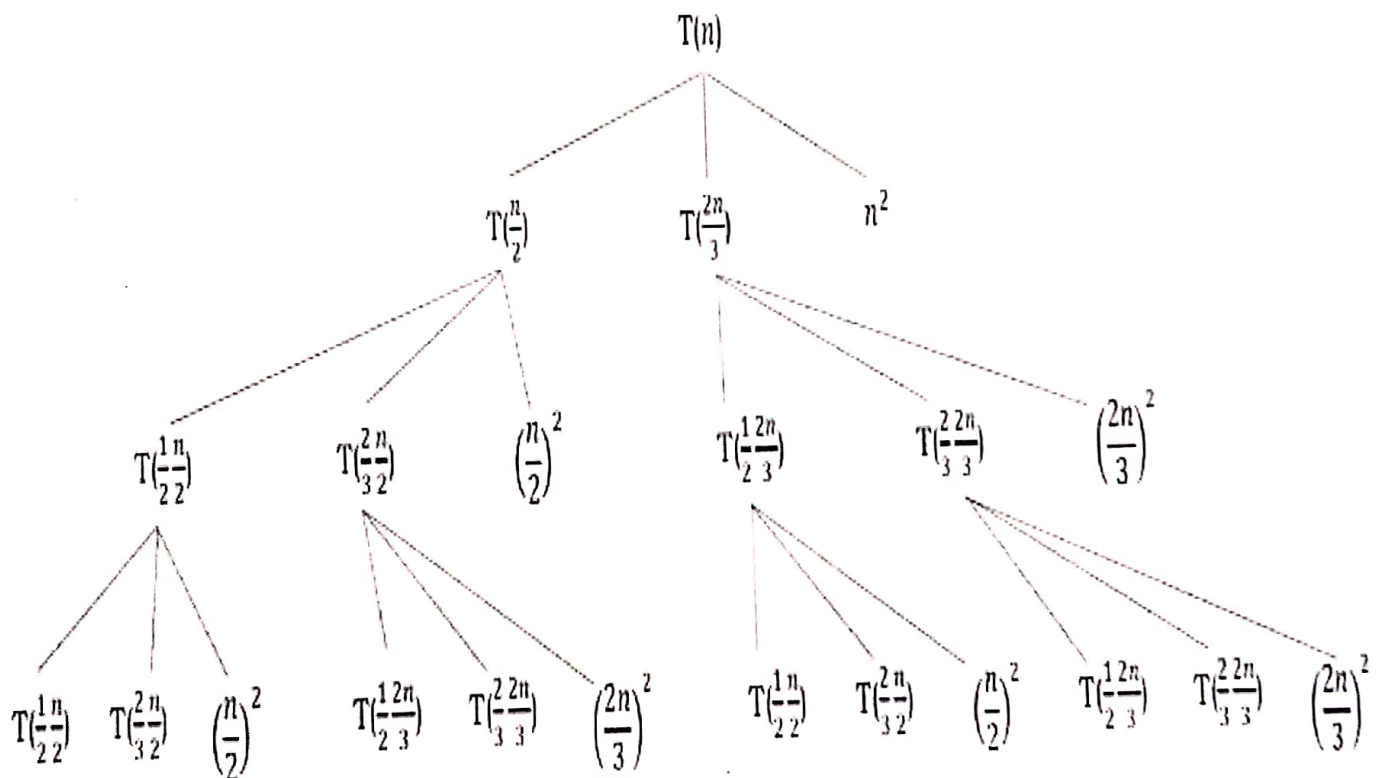 T(n)
T(n/2) T(2n/3) n²
T(1/2 n/2) T(2/3 n/2) (n/2)² T(1/2 2n/3) T(2/3 2n/3) (2n/3)²
T(1/2 n/2) T(2/3 n/2) (n/2)² T(1/2 2n/3) T(2/3 2n/3) (2n/3)² T(1/2 n/2) T(2/3 n/2) (n/2)² T(1/2 2n/3) T(2/3 2n/3) (2n/3)²